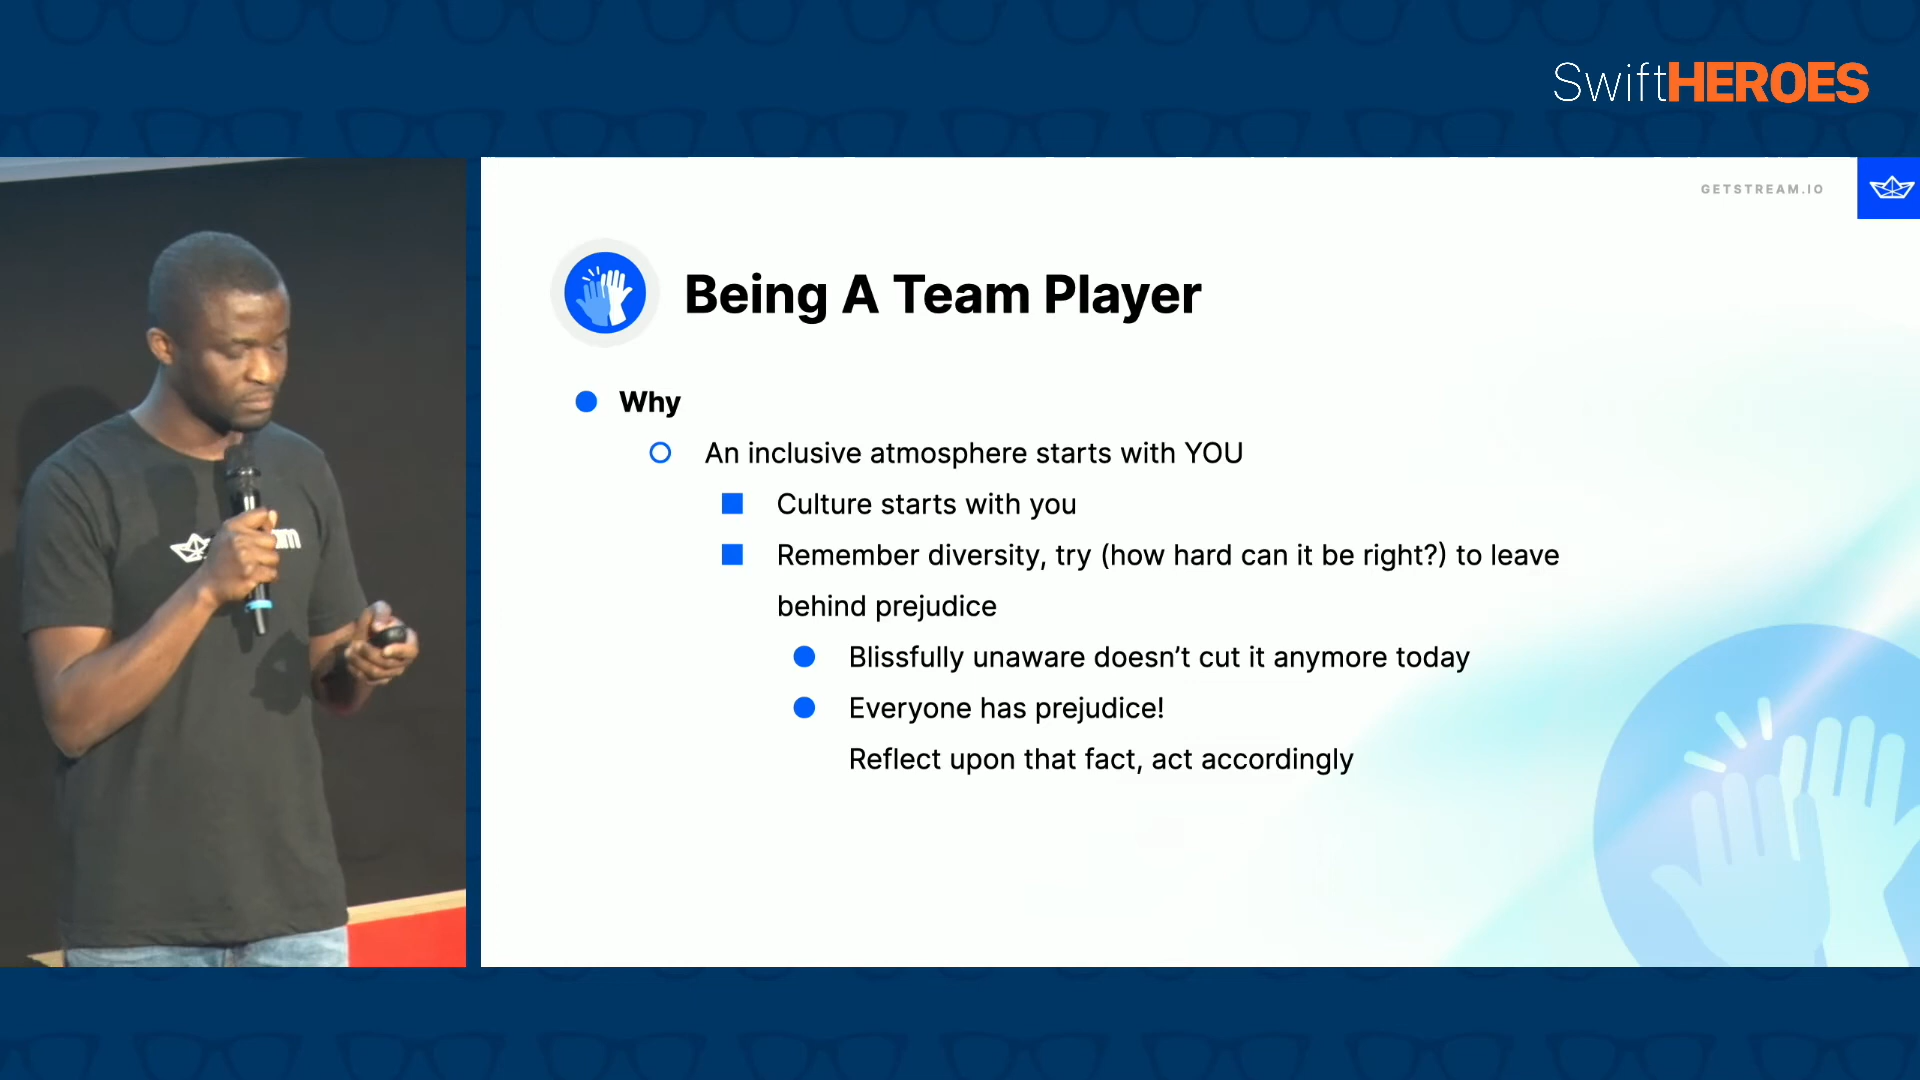 SwiftHEROES
GETSTREAM.IO
Being A Team Player
Why
An inclusive atmosphere starts with YOU
Culture starts with you
Remember diversity, try (how hard can it be right?) to leave
behind prejudice
Blissfully unaware doesn’t cut it anymore today
Everyone has prejudice!
Reflect upon that fact, act accordingly